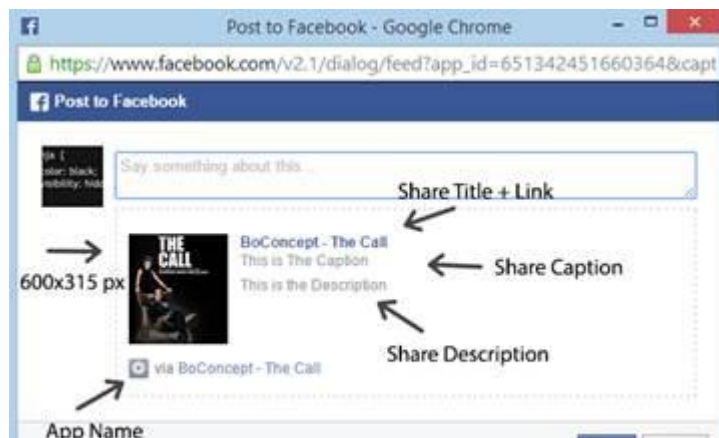 Post to Facebook - Google Chrome
https://www.facebook.com/v2.1/dialog/feed?app_id=651342451660364&capt
Post to Facebook
Say something about this...
Share Title + Link
THE
CALL
BoConcept - The Call
This is The Caption
Share Caption
600x315 px
This is the Description
Share Description
via BoConcept - The Call
App Name